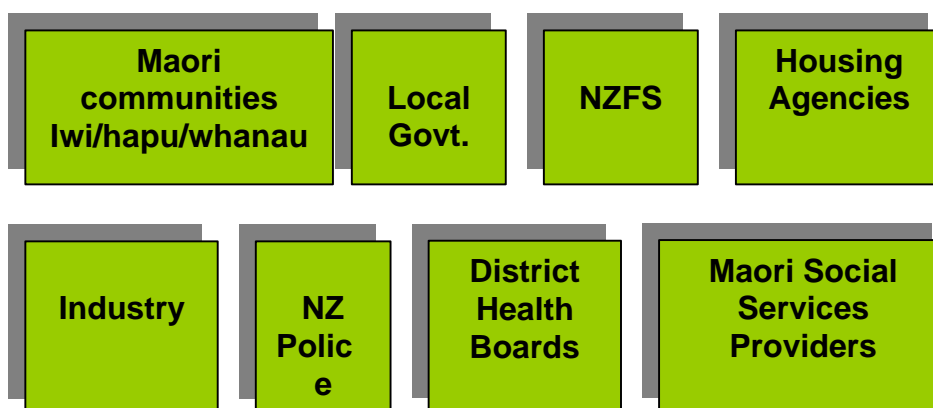 Maori
communities
Iwi/hapu/whanau
Local
Govt.
NZFS
Housing
Agencies
Industry
NZ
Polic
e
District
Health
Boards
Maori Social
Services
Providers